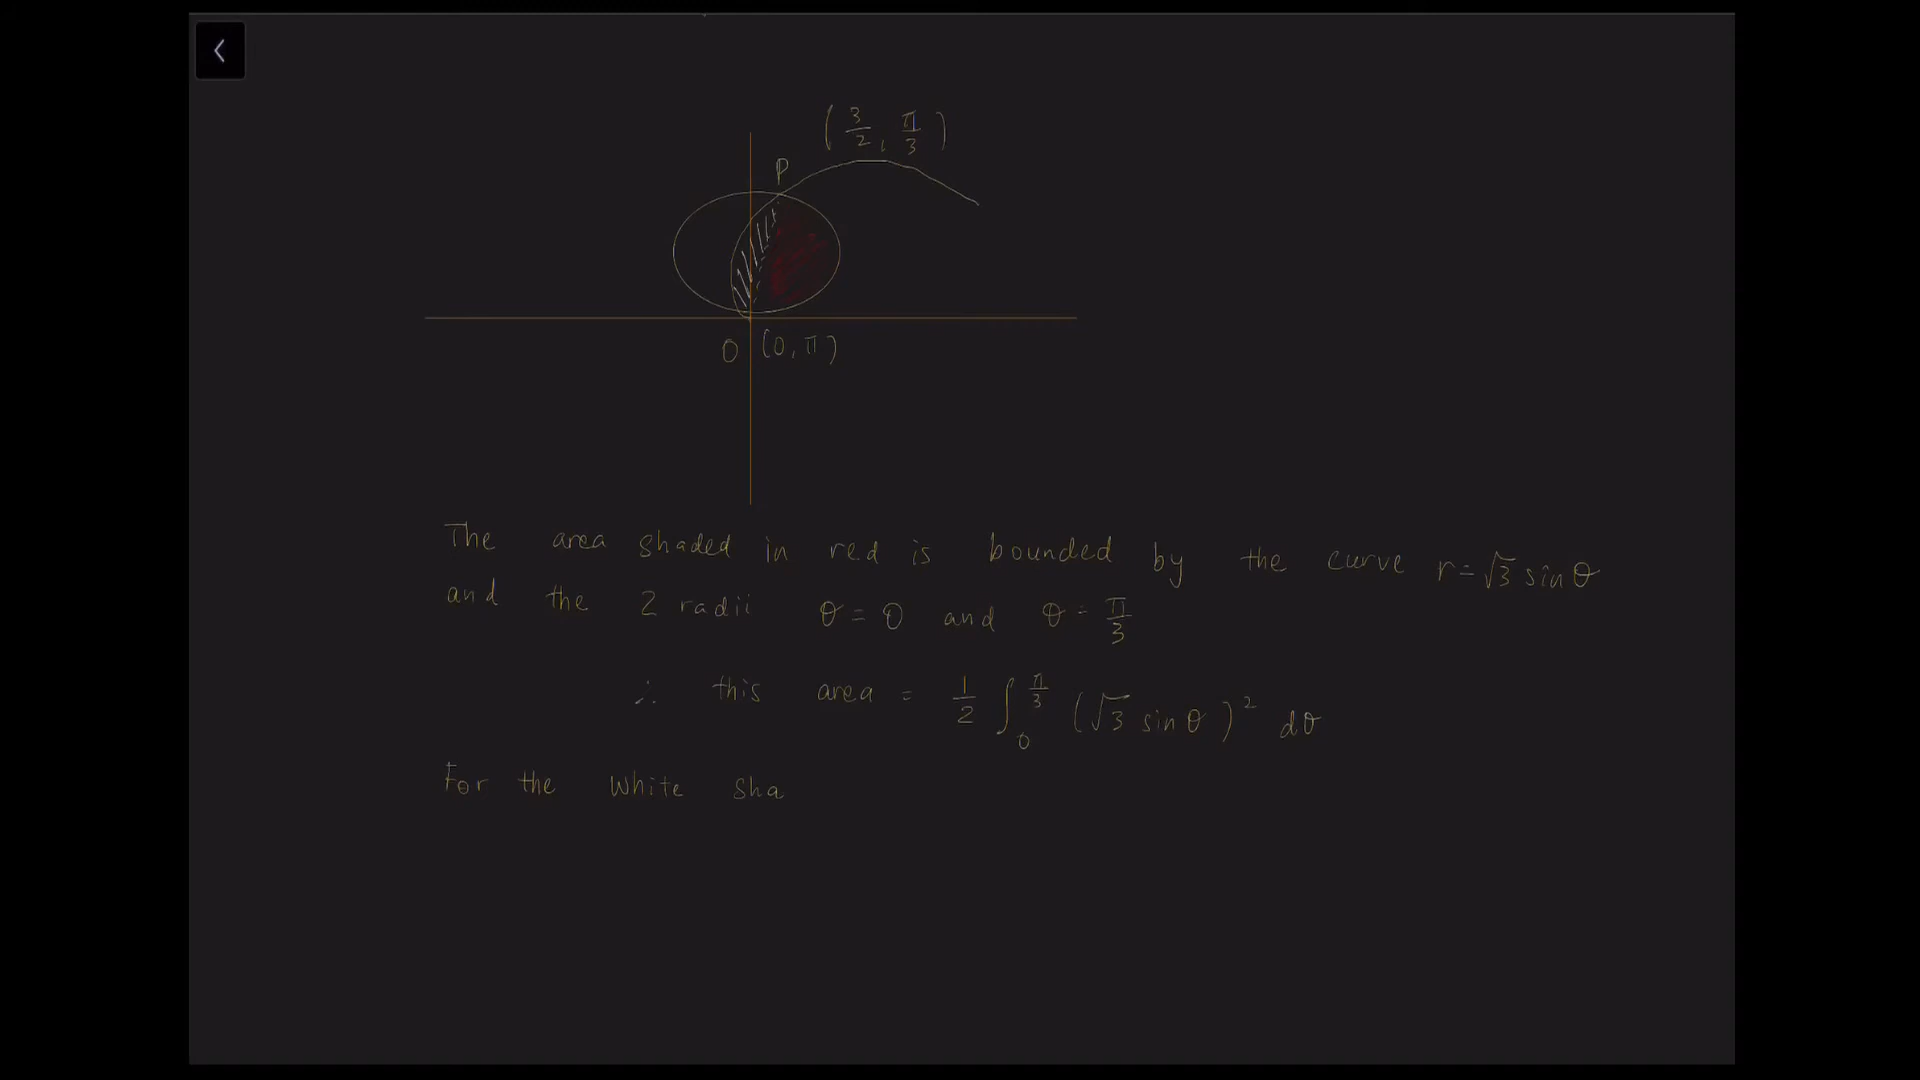 (3/2, π/3)
P
O (0, π)
The area shaded in red is bounded by the curve r = √3 sin θ
and the 2 radii θ = 0 and θ = π/3
∴ this area = 1/2 ∫₀^(π/3) (√3 sin θ)² dθ
For the white sha